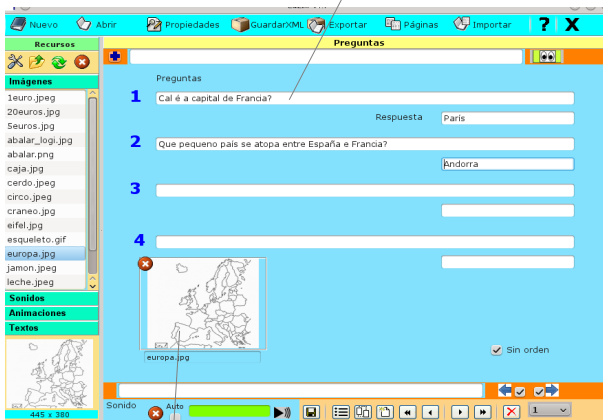 Nuevo Abrir Propiedades GuardarXML Exportar Páginas Importar ? X
Recursos
Preguntas
Imágenes
1euro.jpeg
20euros.jpg
5euros.jpg
abalar_logi.jpg
abalar.png
caja.jpg
cerdo.jpeg
circo.jpeg
craneo.jpg
eifel.jpg
esqueleto.gif
europa.jpg
jamon.jpeg
leche.jpeg
Sonidos
Animaciones
Textos
445 x 380
Preguntas
1 Cal é a capital de Francia?
Respuesta París
2 Que pequeno país se atopa entre España e Francia?
Andorra
3
4
europa.jpg
Sin orden
Sonido Auto
1